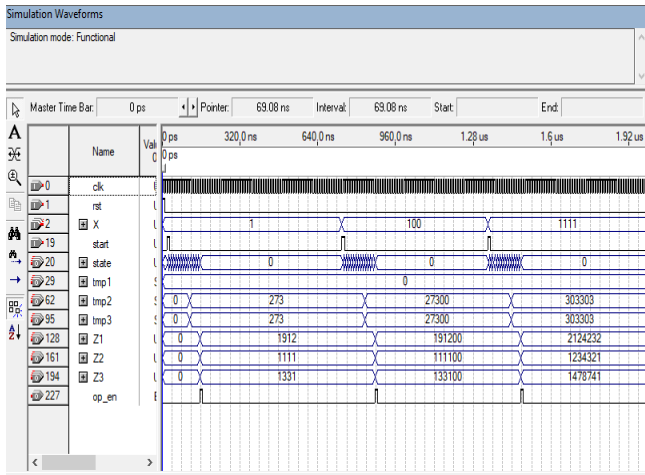 Simulation Waveforms
Simulation mode: Functional
Master Time Bar: 0 ps Pointer: 69.08 ns Interval: 69.08 ns Start: End:
0 ps 320.0 ns 640.0 ns 960.0 ns 1.28 us 1.6 us 1.92 us
Name Val 0 0 ps
0 clk
1 rst
2 X 1 100 1111
19 start
20 state 0 0 0
29 tmp1 0
62 tmp2 0 273 27300 303303
95 tmp3 0 273 27300 303303
128 Z1 0 1912 191200 2124232
161 Z2 0 1111 111100 1234321
194 Z3 0 1331 133100 1478741
227 op_en